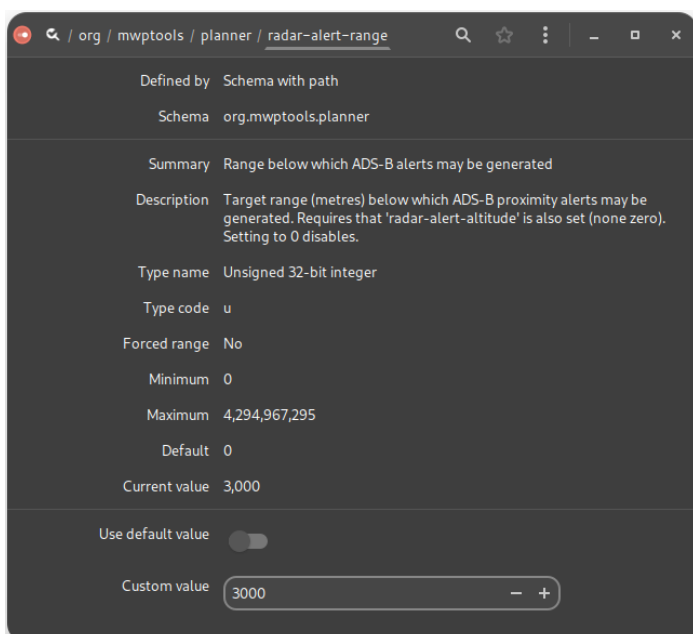 / org / mwptools / planner / radar-alert-range
Defined by Schema with path
Schema org.mwptools.planner
Summary Range below which ADS-B alerts may be generated
Description Target range (metres) below which ADS-B proximity alerts may be
generated. Requires that 'radar-alert-altitude' is also set (none zero).
Setting to 0 disables.
Type name Unsigned 32-bit integer
Type code u
Forced range No
Minimum 0
Maximum 4,294,967,295
Default 0
Current value 3,000
Use default value
Custom value 3000 − +